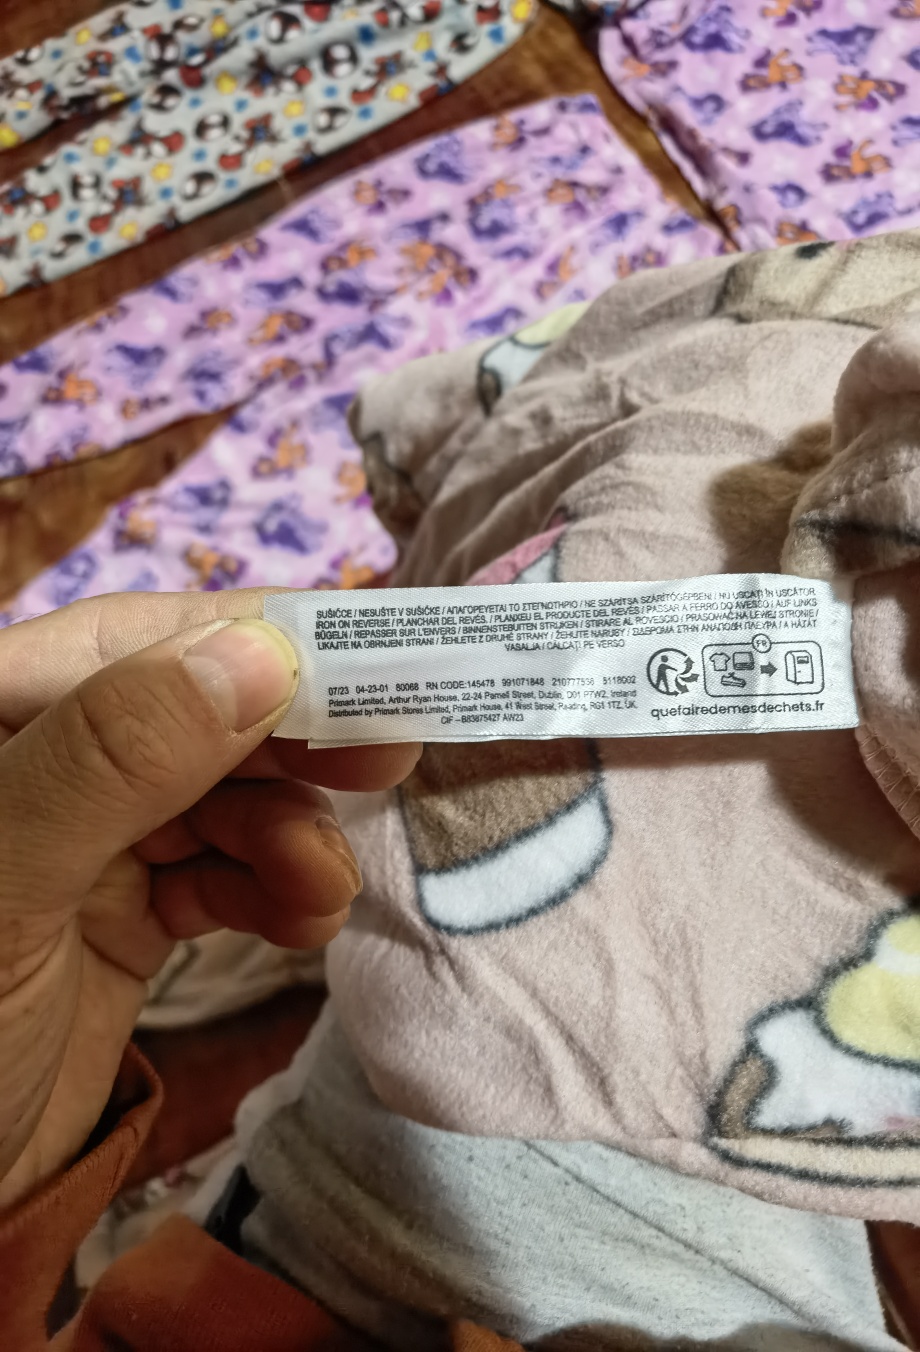 SUŠIČCE / NESUŠTE V SUŠIČKE / ΑΠΑΓΟΡΕΥΕΤΑΙ ΤΟ ΣΤΕΓΝΩΤΗΡΙΟ / NE SZÁRÍTSA SZÁRÍTÓGÉPBEN! / NU USCAȚI ÎN USCĂTOR
IRON ON REVERSE / PLANCHAR DEL REVÉS. / PLANXEU EL PRODUCTE DEL REVÉS / PASSAR A FERRO DO AVESSO / AUF LINKS
BÜGELN / REPASSER SUR L'ENVERS / BINNENSTEBUITEN STRIJKEN / STIRARE AL ROVESCIO / PRASOWAĆ NA LEWEJ STRONIE /
LIKAJTE NA OBRNJENI STRANI / ŽEHLETE Z DRUHÉ STRANY / ŽEHLITE NARUBY / ΣΙΔΕΡΩΜΑ ΣΤΗΝ ΑΝΑΠΟΔΗ ΠΛΕΥΡΑ / A HÁTÁT
VASALJA / CĂLCAȚI PE VERSO
FR
07/23 04-23-01 80068 RN CODE:145478 991071848 210777538 5118002
Primark Limited, Arthur Ryan House, 22-24 Parnell Street, Dublin, D01 P7W2, Ireland
Distributed by Primark Stores Limited, Primark House, 41 West Street, Reading, RG1 1TZ, UK.
CIF – B83875427 AW23
quefairedemesdechets.fr